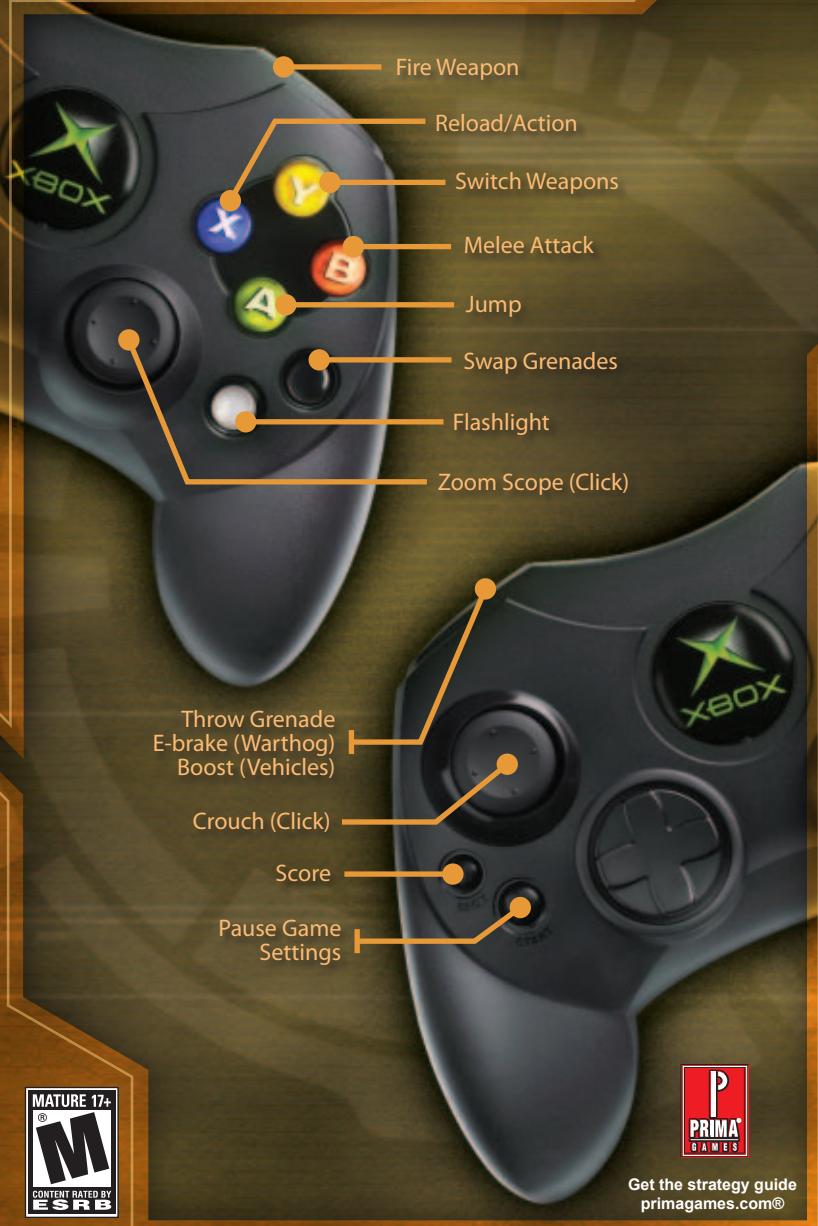 Fire Weapon
Reload/Action
Switch Weapons
Melee Attack
Jump
Swap Grenades
Flashlight
Zoom Scope (Click)
XBOX
Y
X
B
A
Throw Grenade
E-brake (Warthog)
Boost (Vehicles)
Crouch (Click)
Score
Pause Game
Settings
XBOX
START
MATURE 17+
®
M
CONTENT RATED BY
ESRB
P
PRIMA®
GAMES
Get the strategy guide
primagames.com®